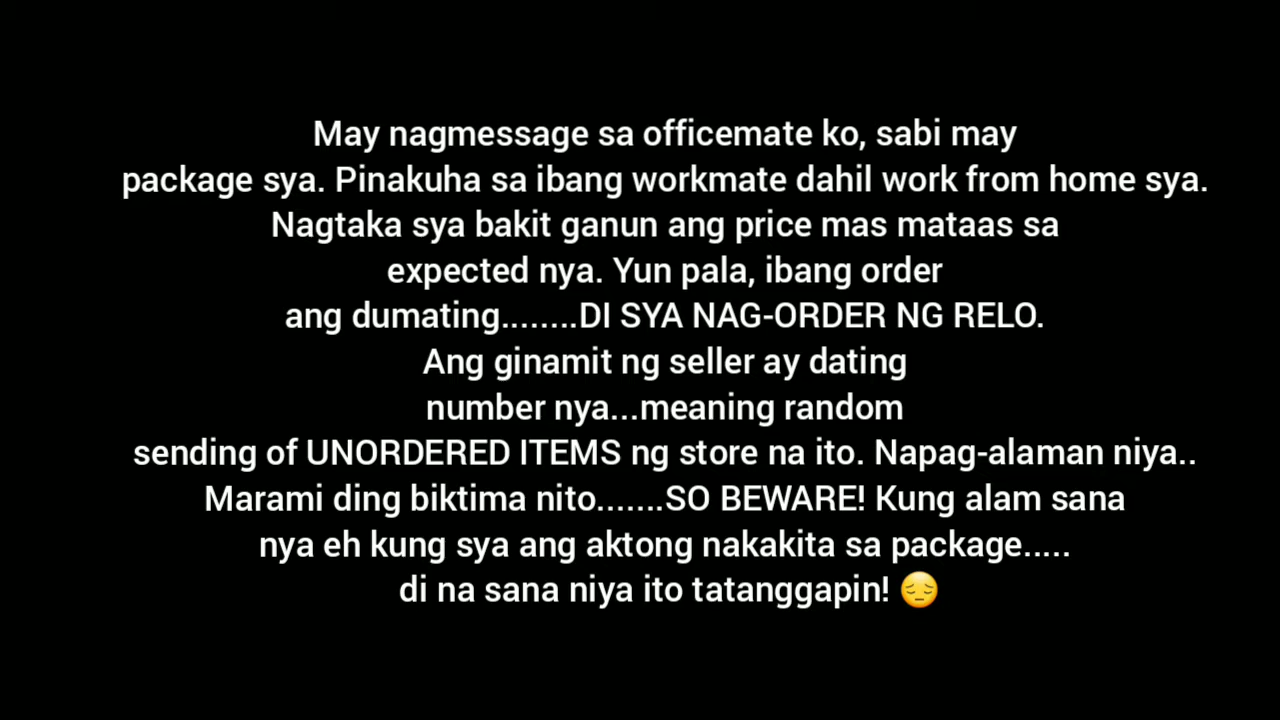 May nagmessage sa officemate ko, sabi may
package sya. Pinakuha sa ibang workmate dahil work from home sya.
Nagtaka sya bakit ganun ang price mas mataas sa
expected nya. Yun pala, ibang order
ang dumating........DI SYA NAG-ORDER NG RELO.
Ang ginamit ng seller ay dating
number nya...meaning random
sending of UNORDERED ITEMS ng store na ito. Napag-alaman niya..
Marami ding biktima nito.......SO BEWARE! Kung alam sana
nya eh kung sya ang aktong nakakita sa package.....
di na sana niya ito tatanggapin! 😔